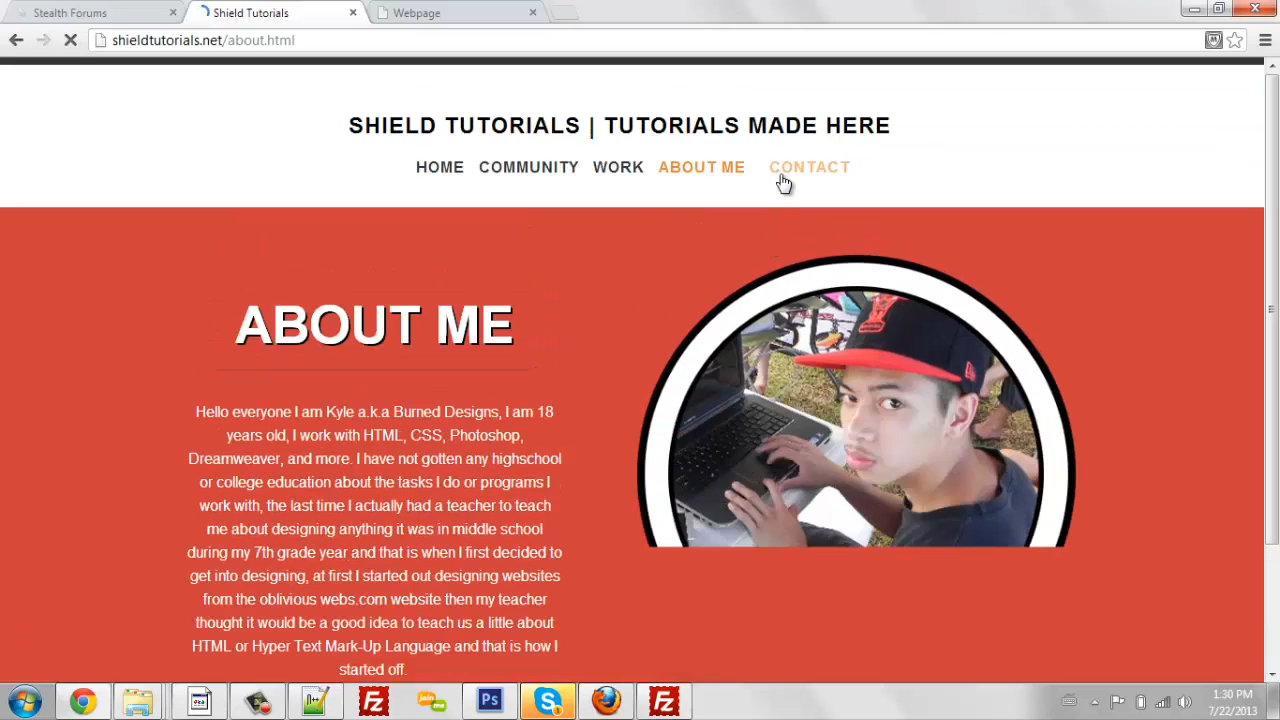 Stealth Forums
Shield Tutorials
Webpage
shieldtutorials.net/about.html
SHIELD TUTORIALS | TUTORIALS MADE HERE
HOME COMMUNITY WORK ABOUT ME CONTACT
ABOUT ME
Hello everyone I am Kyle a.k.a Burned Designs, I am 18
years old, I work with HTML, CSS, Photoshop,
Dreamweaver, and more. I have not gotten any highschool
or college education about the tasks I do or programs I
work with, the last time I actually had a teacher to teach
me about designing anything it was in middle school
during my 7th grade year and that is when I first decided to
get into designing, at first I started out designing websites
from the oblivious webs.com website then my teacher
thought it would be a good idea to teach us a little about
HTML or Hyper Text Mark-Up Language and that is how I
started off.
Fz
Ps
Fz
1:30 PM
7/22/2013